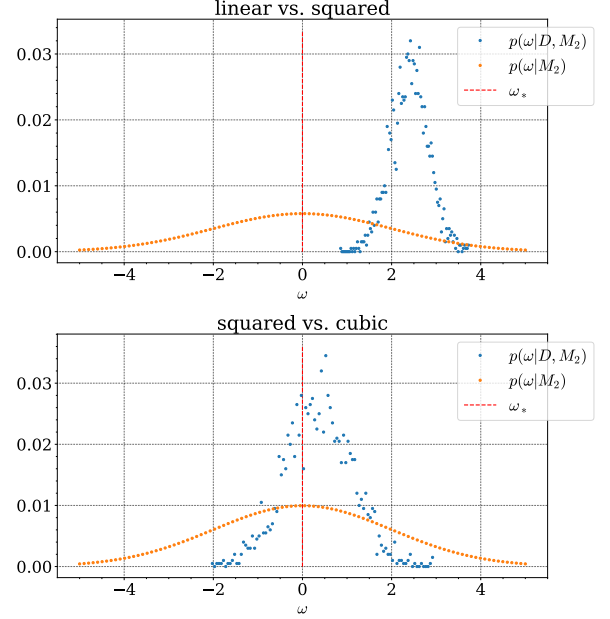 linear vs. squared
0.03
0.02
0.01
0.00
−4
−2
0
2
4
ω
p(ω|D, M₂)
p(ω|M₂)
ω*
squared vs. cubic
0.03
0.02
0.01
0.00
−4
−2
0
2
4
ω
p(ω|D, M₂)
p(ω|M₂)
ω*